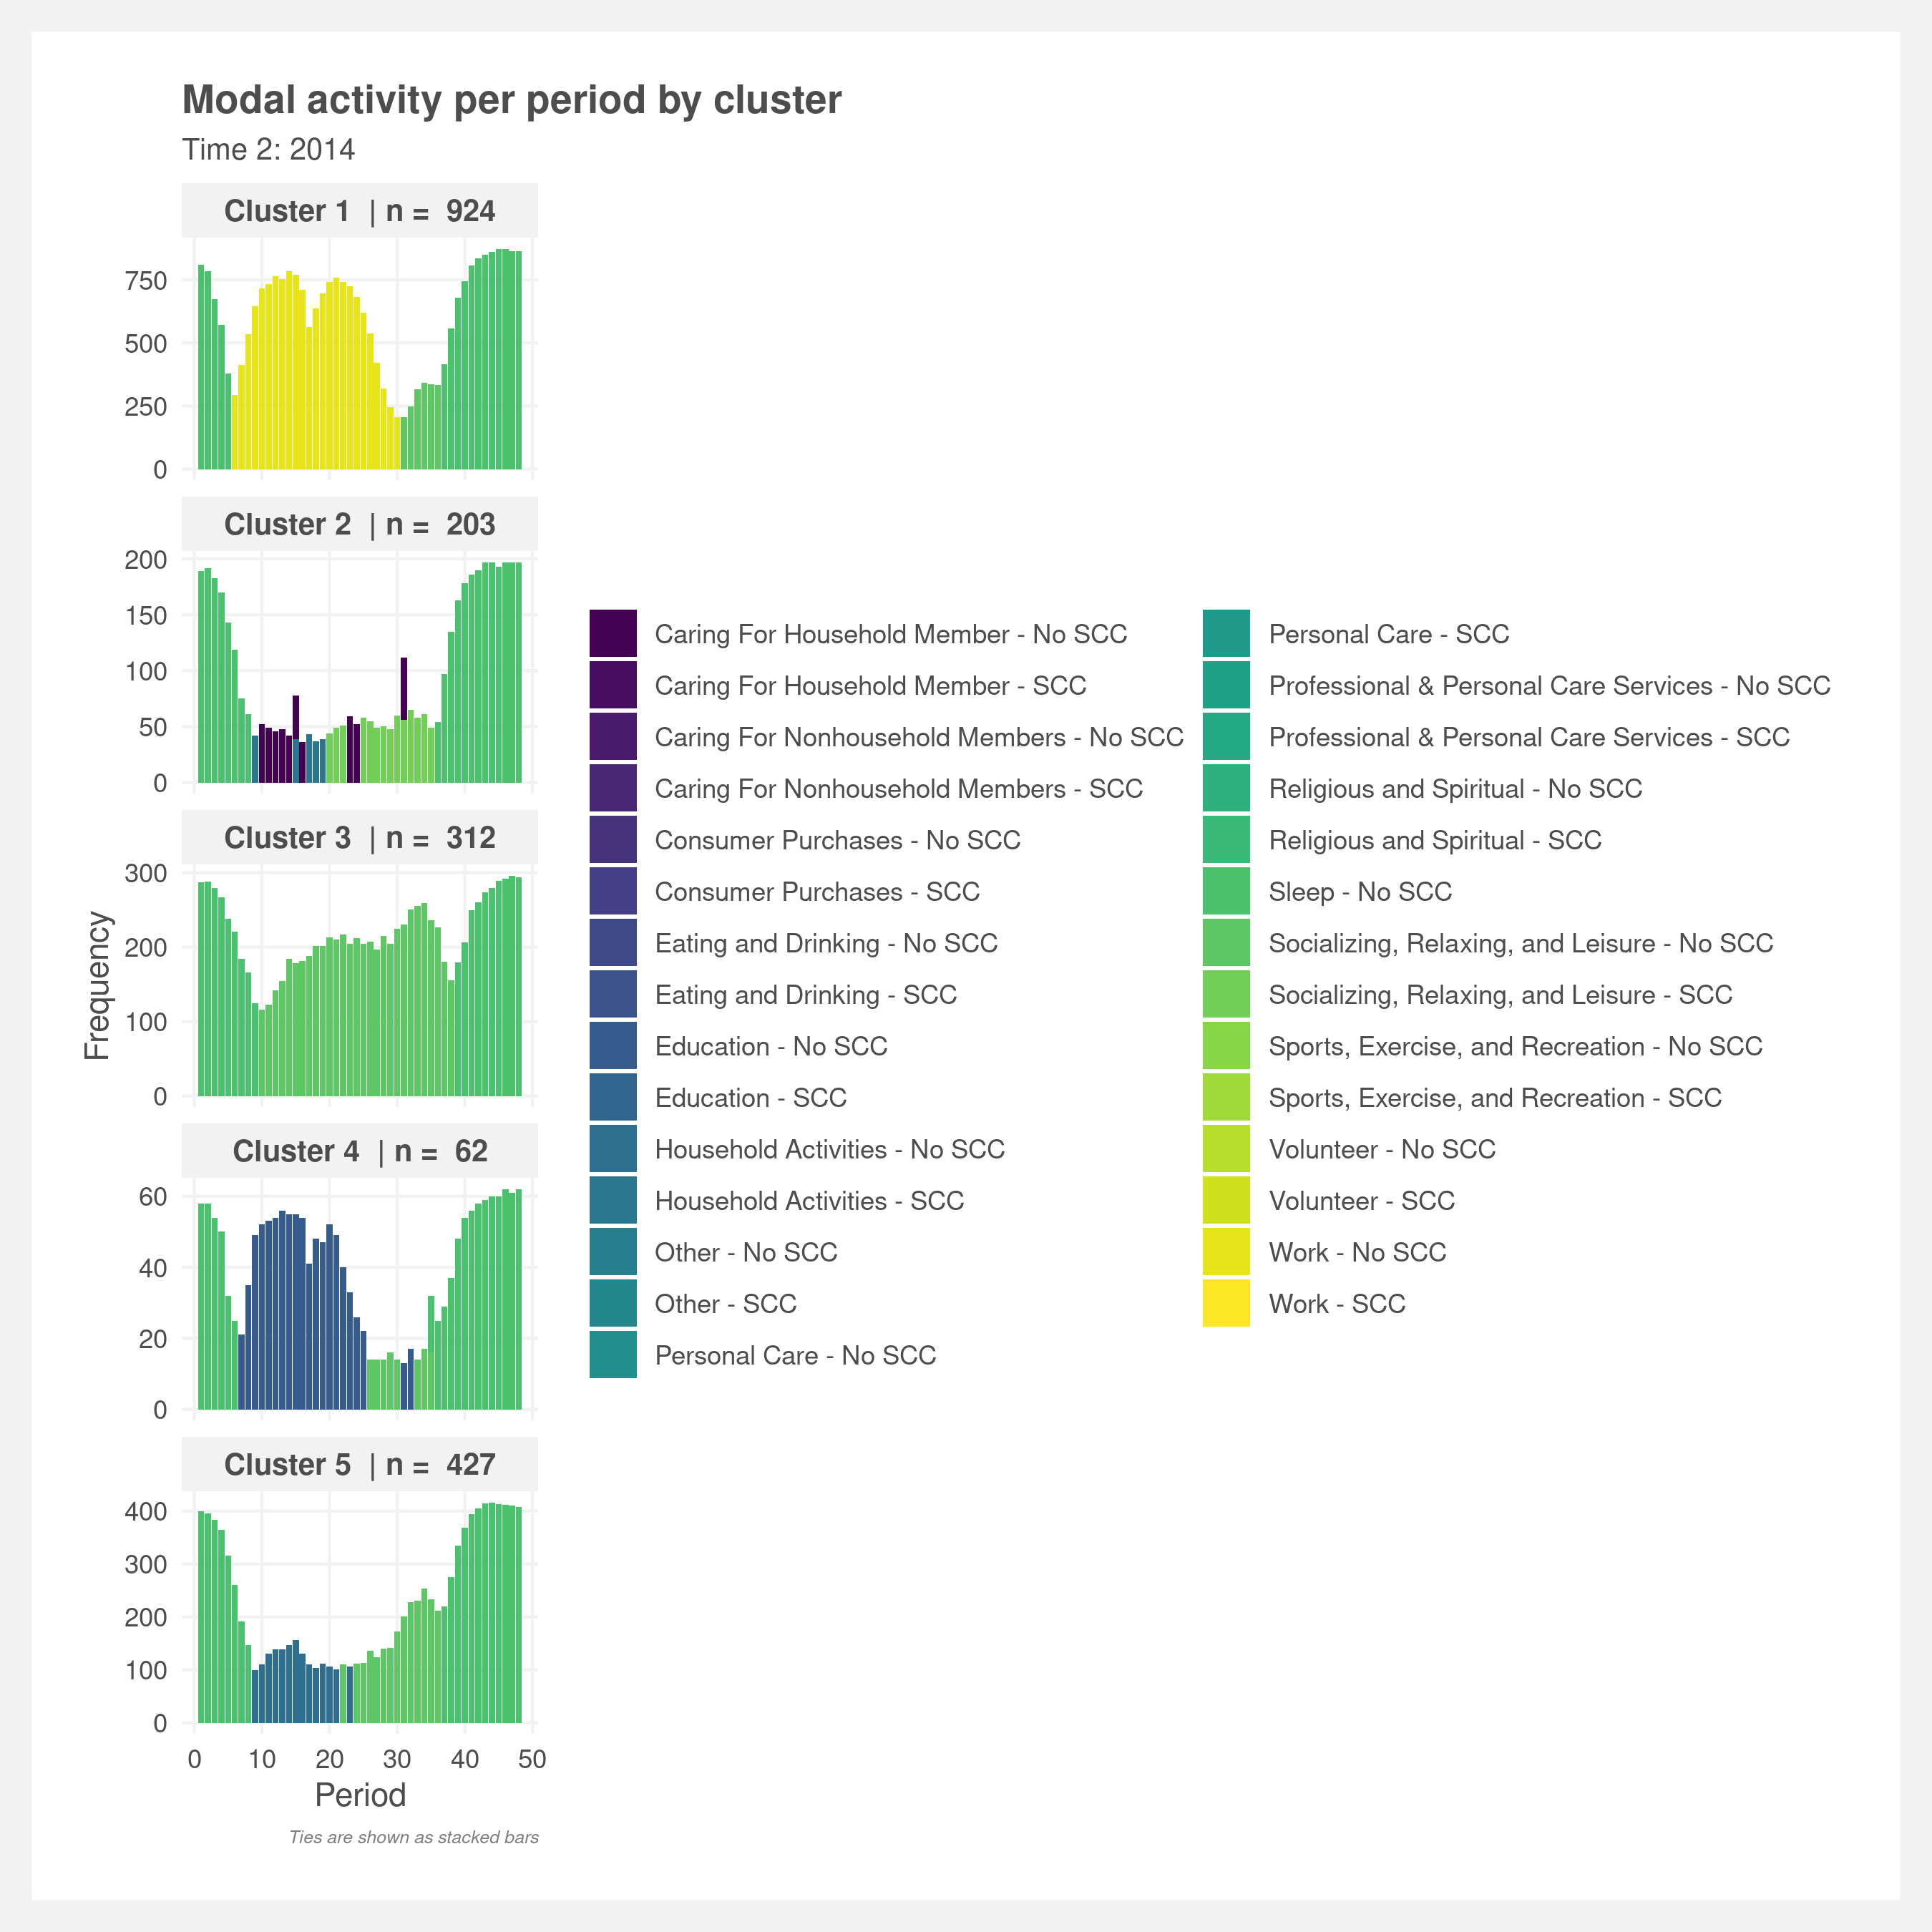 Modal activity per period by cluster
Time 2: 2014
Cluster 1 | n = 924
750
500
250
0
Cluster 2 | n = 203
200
150
100
50
0
Cluster 3 | n = 312
300
200
100
0
Cluster 4 | n = 62
60
40
20
0
Cluster 5 | n = 427
400
300
200
100
0
0 10 20 30 40 50
Period
Frequency
Ties are shown as stacked bars
Caring For Household Member - No SCC
Caring For Household Member - SCC
Caring For Nonhousehold Members - No SCC
Caring For Nonhousehold Members - SCC
Consumer Purchases - No SCC
Consumer Purchases - SCC
Eating and Drinking - No SCC
Eating and Drinking - SCC
Education - No SCC
Education - SCC
Household Activities - No SCC
Household Activities - SCC
Other - No SCC
Other - SCC
Personal Care - No SCC
Personal Care - SCC
Professional & Personal Care Services - No SCC
Professional & Personal Care Services - SCC
Religious and Spiritual - No SCC
Religious and Spiritual - SCC
Sleep - No SCC
Socializing, Relaxing, and Leisure - No SCC
Socializing, Relaxing, and Leisure - SCC
Sports, Exercise, and Recreation - No SCC
Sports, Exercise, and Recreation - SCC
Volunteer - No SCC
Volunteer - SCC
Work - No SCC
Work - SCC